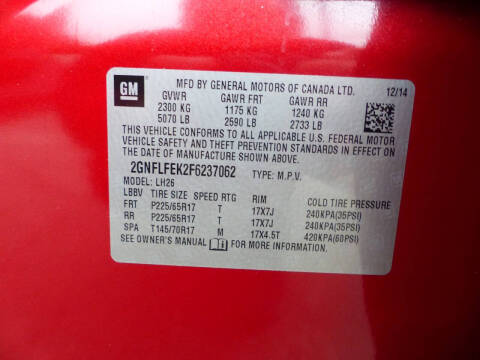 GM
MFD BY GENERAL MOTORS OF CANADA LTD. 12/14
GVWR GAWR FRT GAWR RR
2300 KG 1175 KG 1240 KG
5070 LB 2590 LB 2733 LB
THIS VEHICLE CONFORMS TO ALL APPLICABLE U.S. FEDERAL MOTOR
VEHICLE SAFETY AND THEFT PREVENTION STANDARDS IN EFFECT ON
THE DATE OF MANUFACTURE SHOWN ABOVE.
2GNFLFEK2F6237062 TYPE: M.P.V.
MODEL: LH26
LBBV TIRE SIZE SPEED RTG RIM COLD TIRE PRESSURE
FRT P225/65R17 T 17X7J 240KPA(35PSI)
RR P225/65R17 T 17X7J 240KPA(35PSI)
SPA T145/70R17 M 17X4.5T 420KPA(60PSI)
SEE OWNER'S MANUAL FOR MORE INFORMATION.